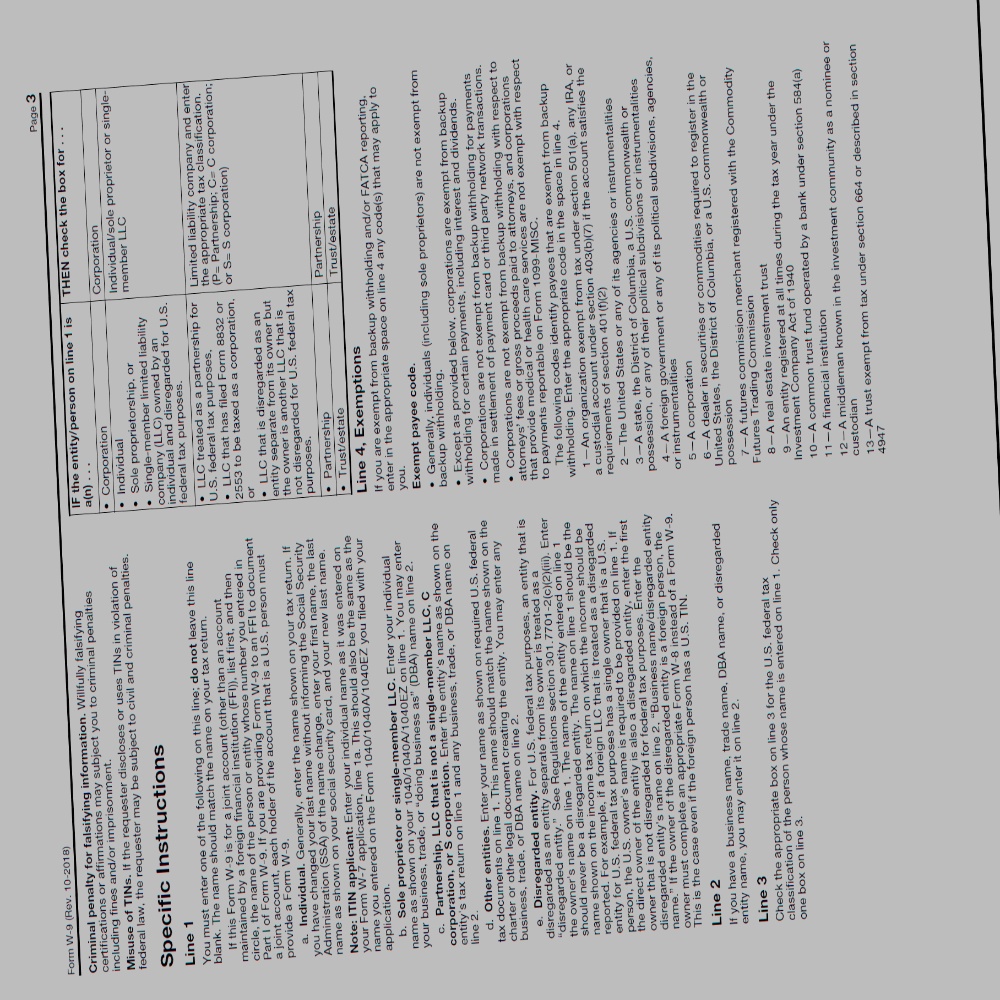 Form W-9 (Rev. 10-2018)
Page 3
Criminal penalty for falsifying information. Willfully falsifying
certifications or affirmations may subject you to criminal penalties
including fines and/or imprisonment.
Misuse of TINs. If the requester discloses or uses TINs in violation of
federal law, the requester may be subject to civil and criminal penalties.
Specific Instructions
Line 1
You must enter one of the following on this line; do not leave this line
blank. The name should match the name on your tax return.
If this Form W-9 is for a joint account (other than an account
maintained by a foreign financial institution (FFI)), list first, and then
circle, the name of the person or entity whose number you entered in
Part I of Form W-9. If you are providing Form W-9 to an FFI to document
a joint account, each holder of the account that is a U.S. person must
provide a Form W-9.
a. Individual. Generally, enter the name shown on your tax return. If
you have changed your last name without informing the Social Security
Administration (SSA) of the name change, enter your first name, the last
name as shown on your social security card, and your new last name.
Note: ITIN applicant: Enter your individual name as it was entered on
your Form W-7 application, line 1a. This should also be the same as the
name you entered on the Form 1040/1040A/1040EZ you filed with your
application.
b. Sole proprietor or single-member LLC. Enter your individual
name as shown on your 1040/1040A/1040EZ on line 1. You may enter
your business, trade, or "doing business as" (DBA) name on line 2.
c. Partnership, LLC that is not a single-member LLC, C
corporation, or S corporation. Enter the entity's name as shown on the
entity's tax return on line 1 and any business, trade, or DBA name on
line 2.
d. Other entities. Enter your name as shown on required U.S. federal
tax documents on line 1. This name should match the name shown on the
charter or other legal document creating the entity. You may enter any
business, trade, or DBA name on line 2.
e. Disregarded entity. For U.S. federal tax purposes, an entity that is
disregarded as an entity separate from its owner is treated as a
"disregarded entity." See Regulations section 301.7701-2(c)(2)(iii). Enter
the owner's name on line 1. The name of the entity entered on line 1
should never be a disregarded entity. The name on line 1 should be the
name shown on the income tax return on which the income should be
reported. For example, if a foreign LLC that is treated as a disregarded
entity for U.S. federal tax purposes has a single owner that is a U.S.
person, the U.S. owner's name is required to be provided on line 1. If
the direct owner of the entity is also a disregarded entity, enter the first
owner that is not disregarded for federal tax purposes. Enter the
disregarded entity's name on line 2, "Business name/disregarded entity
name." If the owner of the disregarded entity is a foreign person, the
owner must complete an appropriate Form W-8 instead of a Form W-9.
This is the case even if the foreign person has a U.S. TIN.
Line 2
If you have a business name, trade name, DBA name, or disregarded
entity name, you may enter it on line 2.
Line 3
Check the appropriate box on line 3 for the U.S. federal tax
classification of the person whose name is entered on line 1. Check only
one box on line 3.
IF the entity/person on line 1 is
a(n) . . .
THEN check the box for . . .
• Corporation
Corporation
• Individual
• Sole proprietorship, or
• Single-member limited liability
company (LLC) owned by an
individual and disregarded for U.S.
federal tax purposes.
Individual/sole proprietor or single-
member LLC
• LLC treated as a partnership for
U.S. federal tax purposes,
• LLC that has filed Form 8832 or
2553 to be taxed as a corporation,
or
• LLC that is disregarded as an
entity separate from its owner but
the owner is another LLC that is
not disregarded for U.S. federal tax
purposes.
Limited liability company and enter
the appropriate tax classification.
(P= Partnership; C= C corporation;
or S= S corporation)
• Partnership
Partnership
• Trust/estate
Trust/estate
Line 4, Exemptions
If you are exempt from backup withholding and/or FATCA reporting,
enter in the appropriate space on line 4 any code(s) that may apply to
you.
Exempt payee code.
• Generally, individuals (including sole proprietors) are not exempt from
backup withholding.
• Except as provided below, corporations are exempt from backup
withholding for certain payments, including interest and dividends.
• Corporations are not exempt from backup withholding for payments
made in settlement of payment card or third party network transactions.
• Corporations are not exempt from backup withholding with respect to
attorneys' fees or gross proceeds paid to attorneys, and corporations
that provide medical or health care services are not exempt with respect
to payments reportable on Form 1099-MISC.
The following codes identify payees that are exempt from backup
withholding. Enter the appropriate code in the space in line 4.
1—An organization exempt from tax under section 501(a), any IRA, or
a custodial account under section 403(b)(7) if the account satisfies the
requirements of section 401(f)(2)
2—The United States or any of its agencies or instrumentalities
3—A state, the District of Columbia, a U.S. commonwealth or
possession, or any of their political subdivisions or instrumentalities
4—A foreign government or any of its political subdivisions, agencies,
or instrumentalities
5—A corporation
6—A dealer in securities or commodities required to register in the
United States, the District of Columbia, or a U.S. commonwealth or
possession
7—A futures commission merchant registered with the Commodity
Futures Trading Commission
8—A real estate investment trust
9—An entity registered at all times during the tax year under the
Investment Company Act of 1940
10—A common trust fund operated by a bank under section 584(a)
11—A financial institution
12—A middleman known in the investment community as a nominee or
custodian
13—A trust exempt from tax under section 664 or described in section
4947